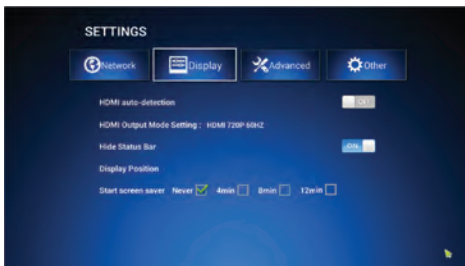 SETTINGS
Network Display Advanced Other
HDMI auto-detection OFF
HDMI Output Mode Setting : HDMI 720P 60HZ
Hide Status Bar ON
Display Position
Start screen saver Never 4min 8min 12min